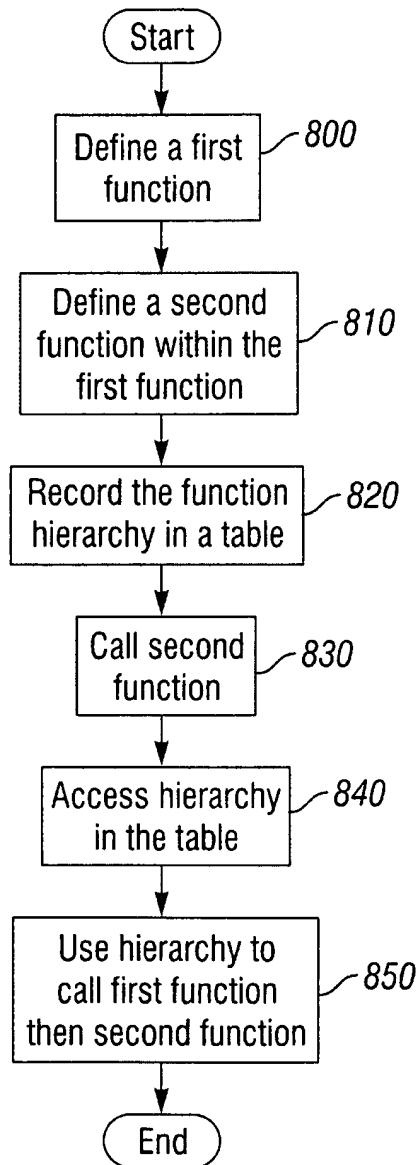 Start
Define a first
function
800
Define a second
function within the
first function
810
Record the function
hierarchy in a table
820
Call second
function
830
Access hierarchy
in the table
840
Use hierarchy to
call first function
then second function
850
End